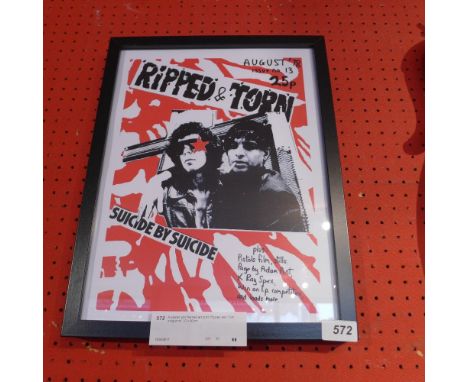 AUGUST '78
ISSUE NO. 13
25p
RIPPED & TORN
SUICIDE BY SUICIDE
plus
Pistols film stills
Page by Adam Ant
X Ray Spex
win an l.p. competition
and loads more
572
572